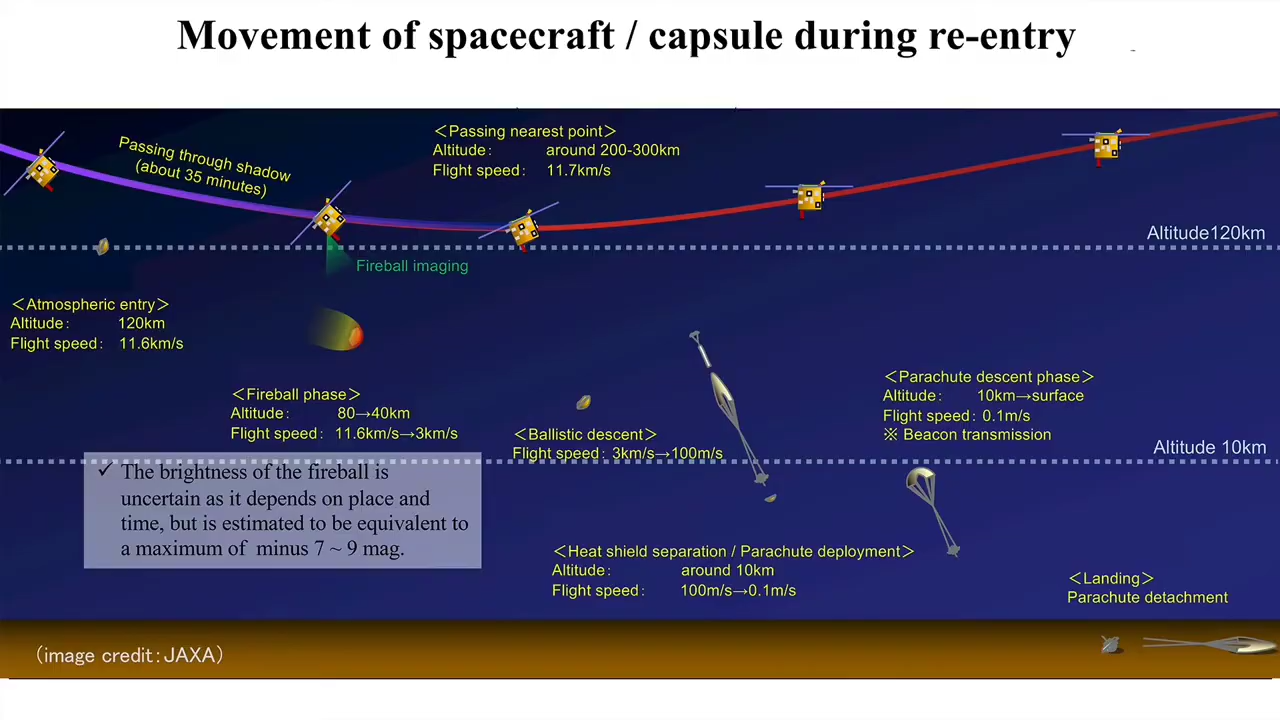 Movement of spacecraft / capsule during re-entry
Passing through shadow
(about 35 minutes)
＜Passing nearest point＞
Altitude： around 200-300km
Flight speed： 11.7km/s
Altitude120km
Fireball imaging
＜Atmospheric entry＞
Altitude： 120km
Flight speed： 11.6km/s
＜Fireball phase＞
Altitude： 80→40km
Flight speed： 11.6km/s→3km/s
＜Ballistic descent＞
Flight speed：3km/s→100m/s
＜Parachute descent phase＞
Altitude： 10km→surface
Flight speed：0.1m/s
※ Beacon transmission
Altitude 10km
✓ The brightness of the fireball is
uncertain as it depends on place and
time, but is estimated to be equivalent to
a maximum of minus 7 ~ 9 mag.
＜Heat shield separation / Parachute deployment＞
Altitude： around 10km
Flight speed： 100m/s→0.1m/s
＜Landing＞
Parachute detachment
（image credit：JAXA）